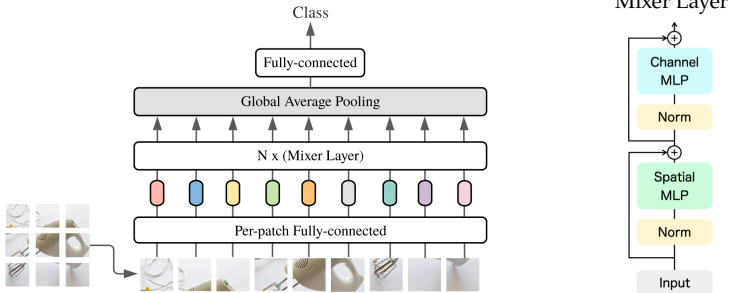 Class
Fully-connected
Global Average Pooling
N x (Mixer Layer)
Per-patch Fully-connected
Mixer Layer
Channel
MLP
Norm
Spatial
MLP
Norm
Input